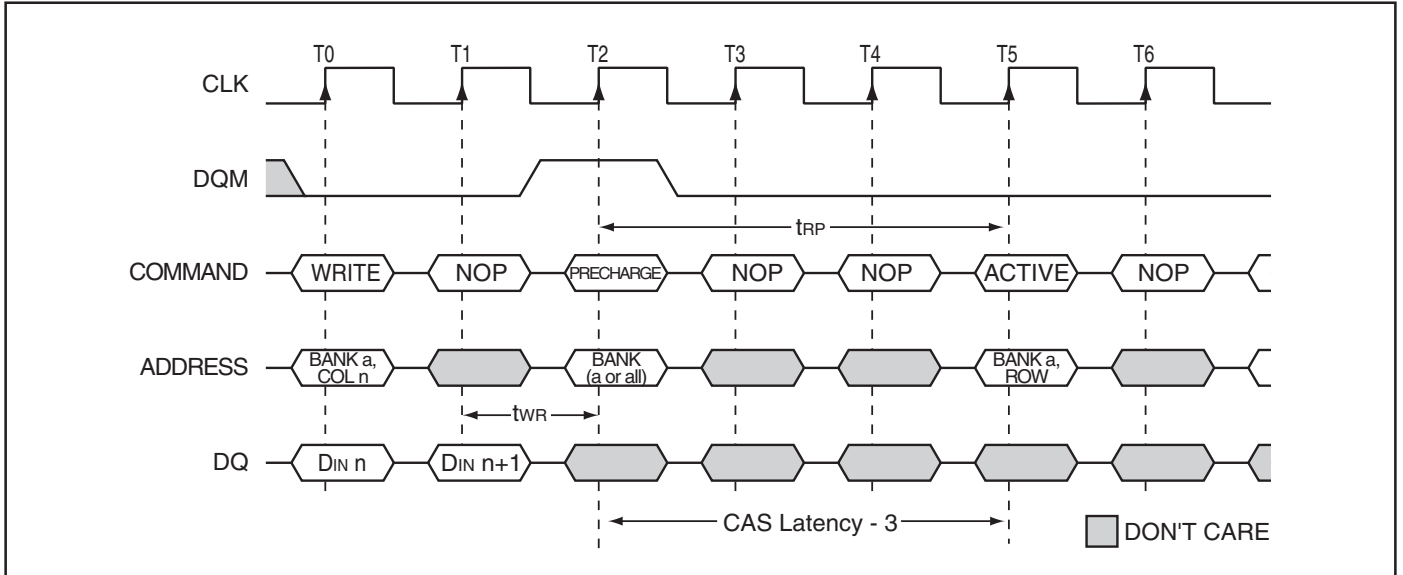 T0 T1 T2 T3 T4 T5 T6
CLK
DQM
tRP
COMMAND WRITE NOP PRECHARGE NOP NOP ACTIVE NOP
ADDRESS BANK a, COL n BANK (a or all) BANK a, ROW
tWR
DQ DIN n DIN n+1
CAS Latency - 3
DON'T CARE